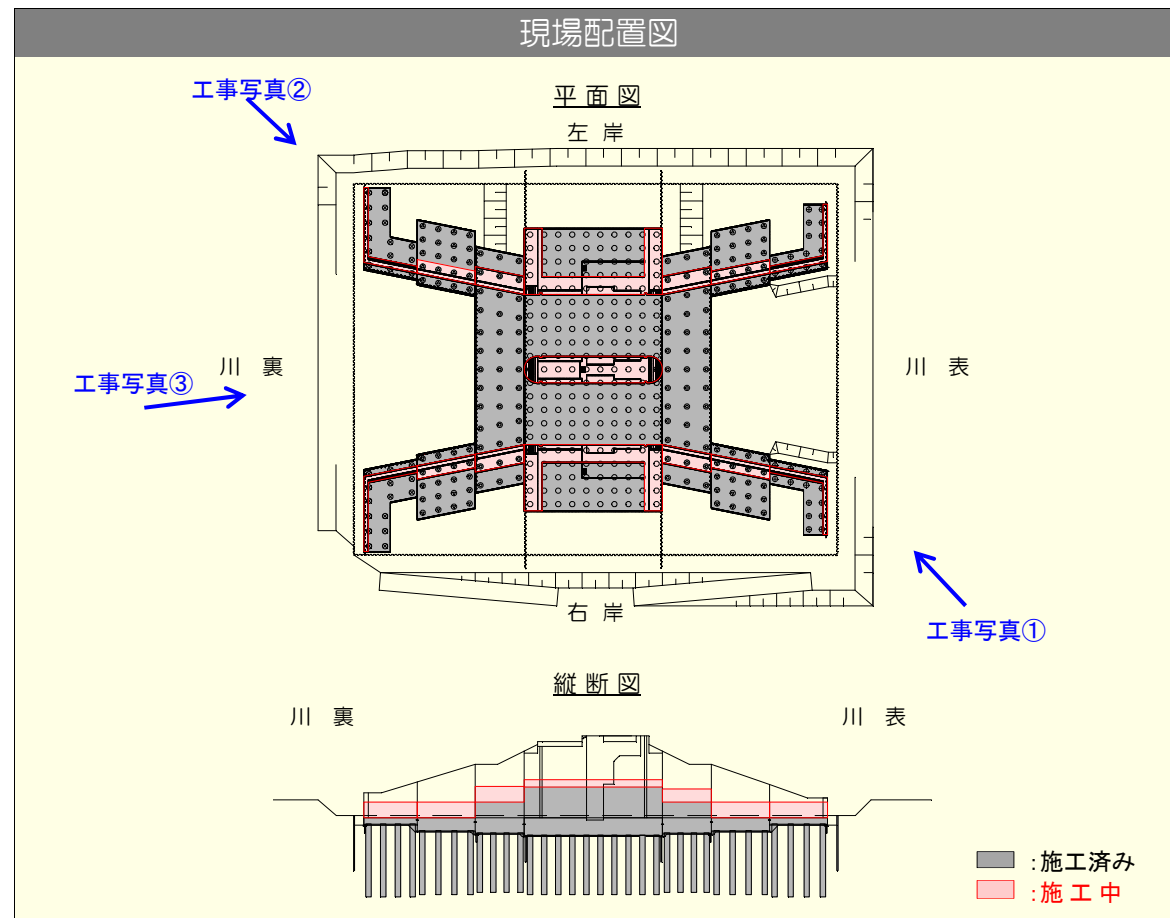 現場配置図
工事写真②
平面図
左岸
川裏
川表
工事写真③
右岸
工事写真①
縦断図
川裏
川表
：施工済み
：施工中